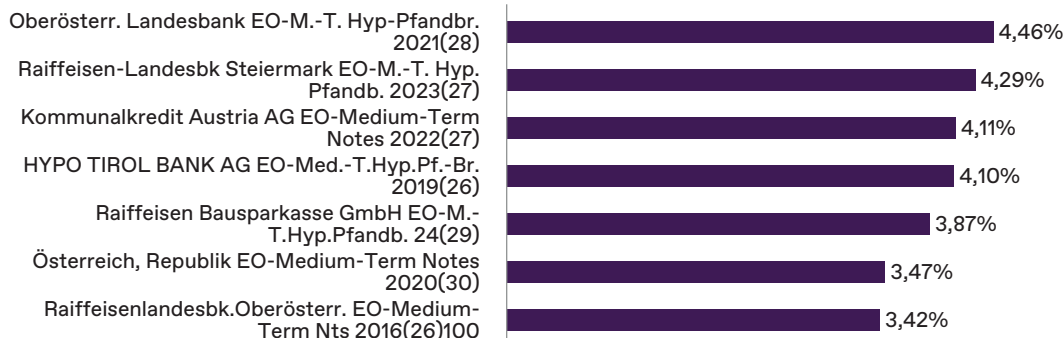 Oberösterr. Landesbank EO-M.-T. Hyp-Pfandbr.
2021(28)
4,46%
Raiffeisen-Landesbk Steiermark EO-M.-T. Hyp.
Pfandb. 2023(27)
4,29%
Kommunalkredit Austria AG EO-Medium-Term
Notes 2022(27)
4,11%
HYPO TIROL BANK AG EO-Med.-T.Hyp.Pf.-Br.
2019(26)
4,10%
Raiffeisen Bausparkasse GmbH EO-M.-
T.Hyp.Pfandb. 24(29)
3,87%
Österreich, Republik EO-Medium-Term Notes
2020(30)
3,47%
Raiffeisenlandesbk.Oberösterr. EO-Medium-
Term Nts 2016(26)100
3,42%